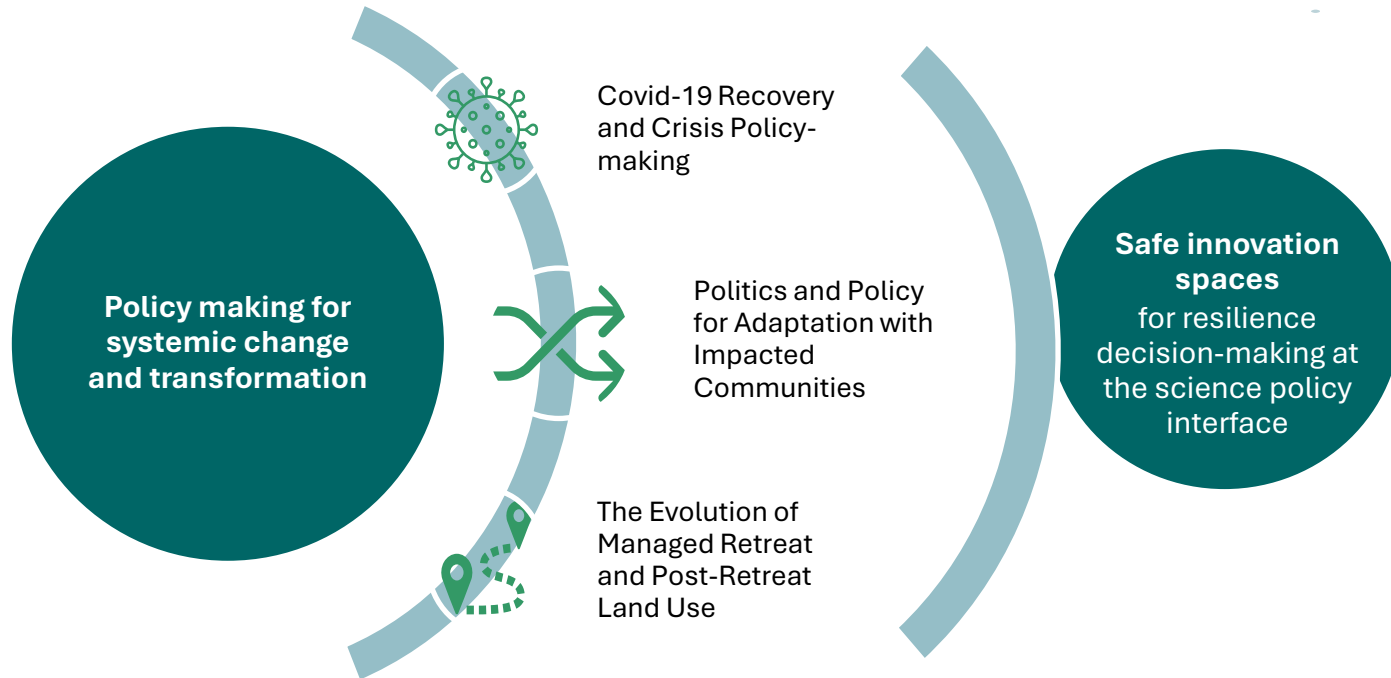 Policy making for
systemic change
and transformation
Covid-19 Recovery
and Crisis Policy-
making
Politics and Policy
for Adaptation with
Impacted
Communities
The Evolution of
Managed Retreat
and Post-Retreat
Land Use
Safe innovation
spaces
for resilience
decision-making at
the science policy
interface